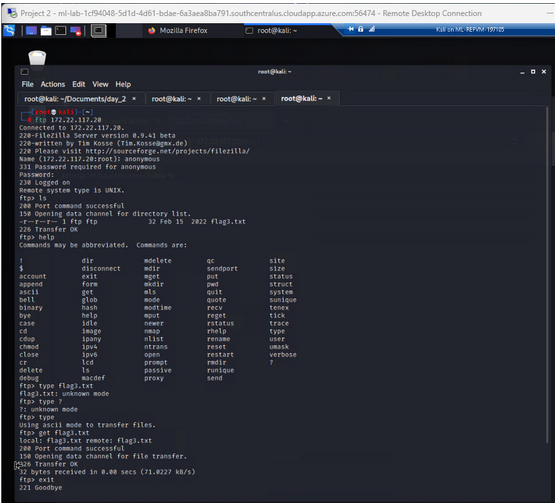 Project 2 - ml-lab-1cf94048-5d1d-4d61-bdae-6a3aea8ba791.southcentralus.cloudapp.azure.com:56474 - Remote Desktop Connection
Mozilla Firefox
root@kali: ~
Kali on ML-REFVM-197105
root@kali: ~
File Actions Edit View Help
root@kali: ~/Documents/day_2 × root@kali: ~ × root@kali: ~ × root@kali: ~ ×
(root💀kali)-[~]
# ftp 172.22.117.20
Connected to 172.22.117.20.
220-FileZilla Server version 0.9.41 beta
220-written by Tim Kosse (Tim.Kosse@gmx.de)
220 Please visit http://sourceforge.net/projects/filezilla/
Name (172.22.117.20:root): anonymous
331 Password required for anonymous
Password:
230 Logged on
Remote system type is UNIX.
ftp> ls
200 Port command successful
150 Opening data channel for directory list.
-r--r--r-- 1 ftp ftp 32 Feb 15 2022 flag3.txt
226 Transfer OK
ftp> help
Commands may be abbreviated. Commands are:
! dir mdelete qc site
$ disconnect mdir sendport size
account exit mget put status
append form mkdir pwd struct
ascii get mls quit system
bell glob mode quote sunique
binary hash modtime recv tenex
bye help mput reget tick
case idle newer rstatus trace
cd image nmap rhelp type
cdup ipany nlist rename user
chmod ipv4 ntrans reset umask
close ipv6 open restart verbose
cr lcd prompt rmdir ?
delete ls passive runique
debug macdef proxy send
ftp> type flag3.txt
flag3.txt: unknown mode
ftp> type ?
?: unknown mode
ftp> type
Using ascii mode to transfer files.
ftp> get flag3.txt
local: flag3.txt remote: flag3.txt
200 Port command successful
150 Opening data channel for file transfer.
226 Transfer OK
32 bytes received in 0.00 secs (71.0227 kB/s)
ftp> exit
221 Goodbye